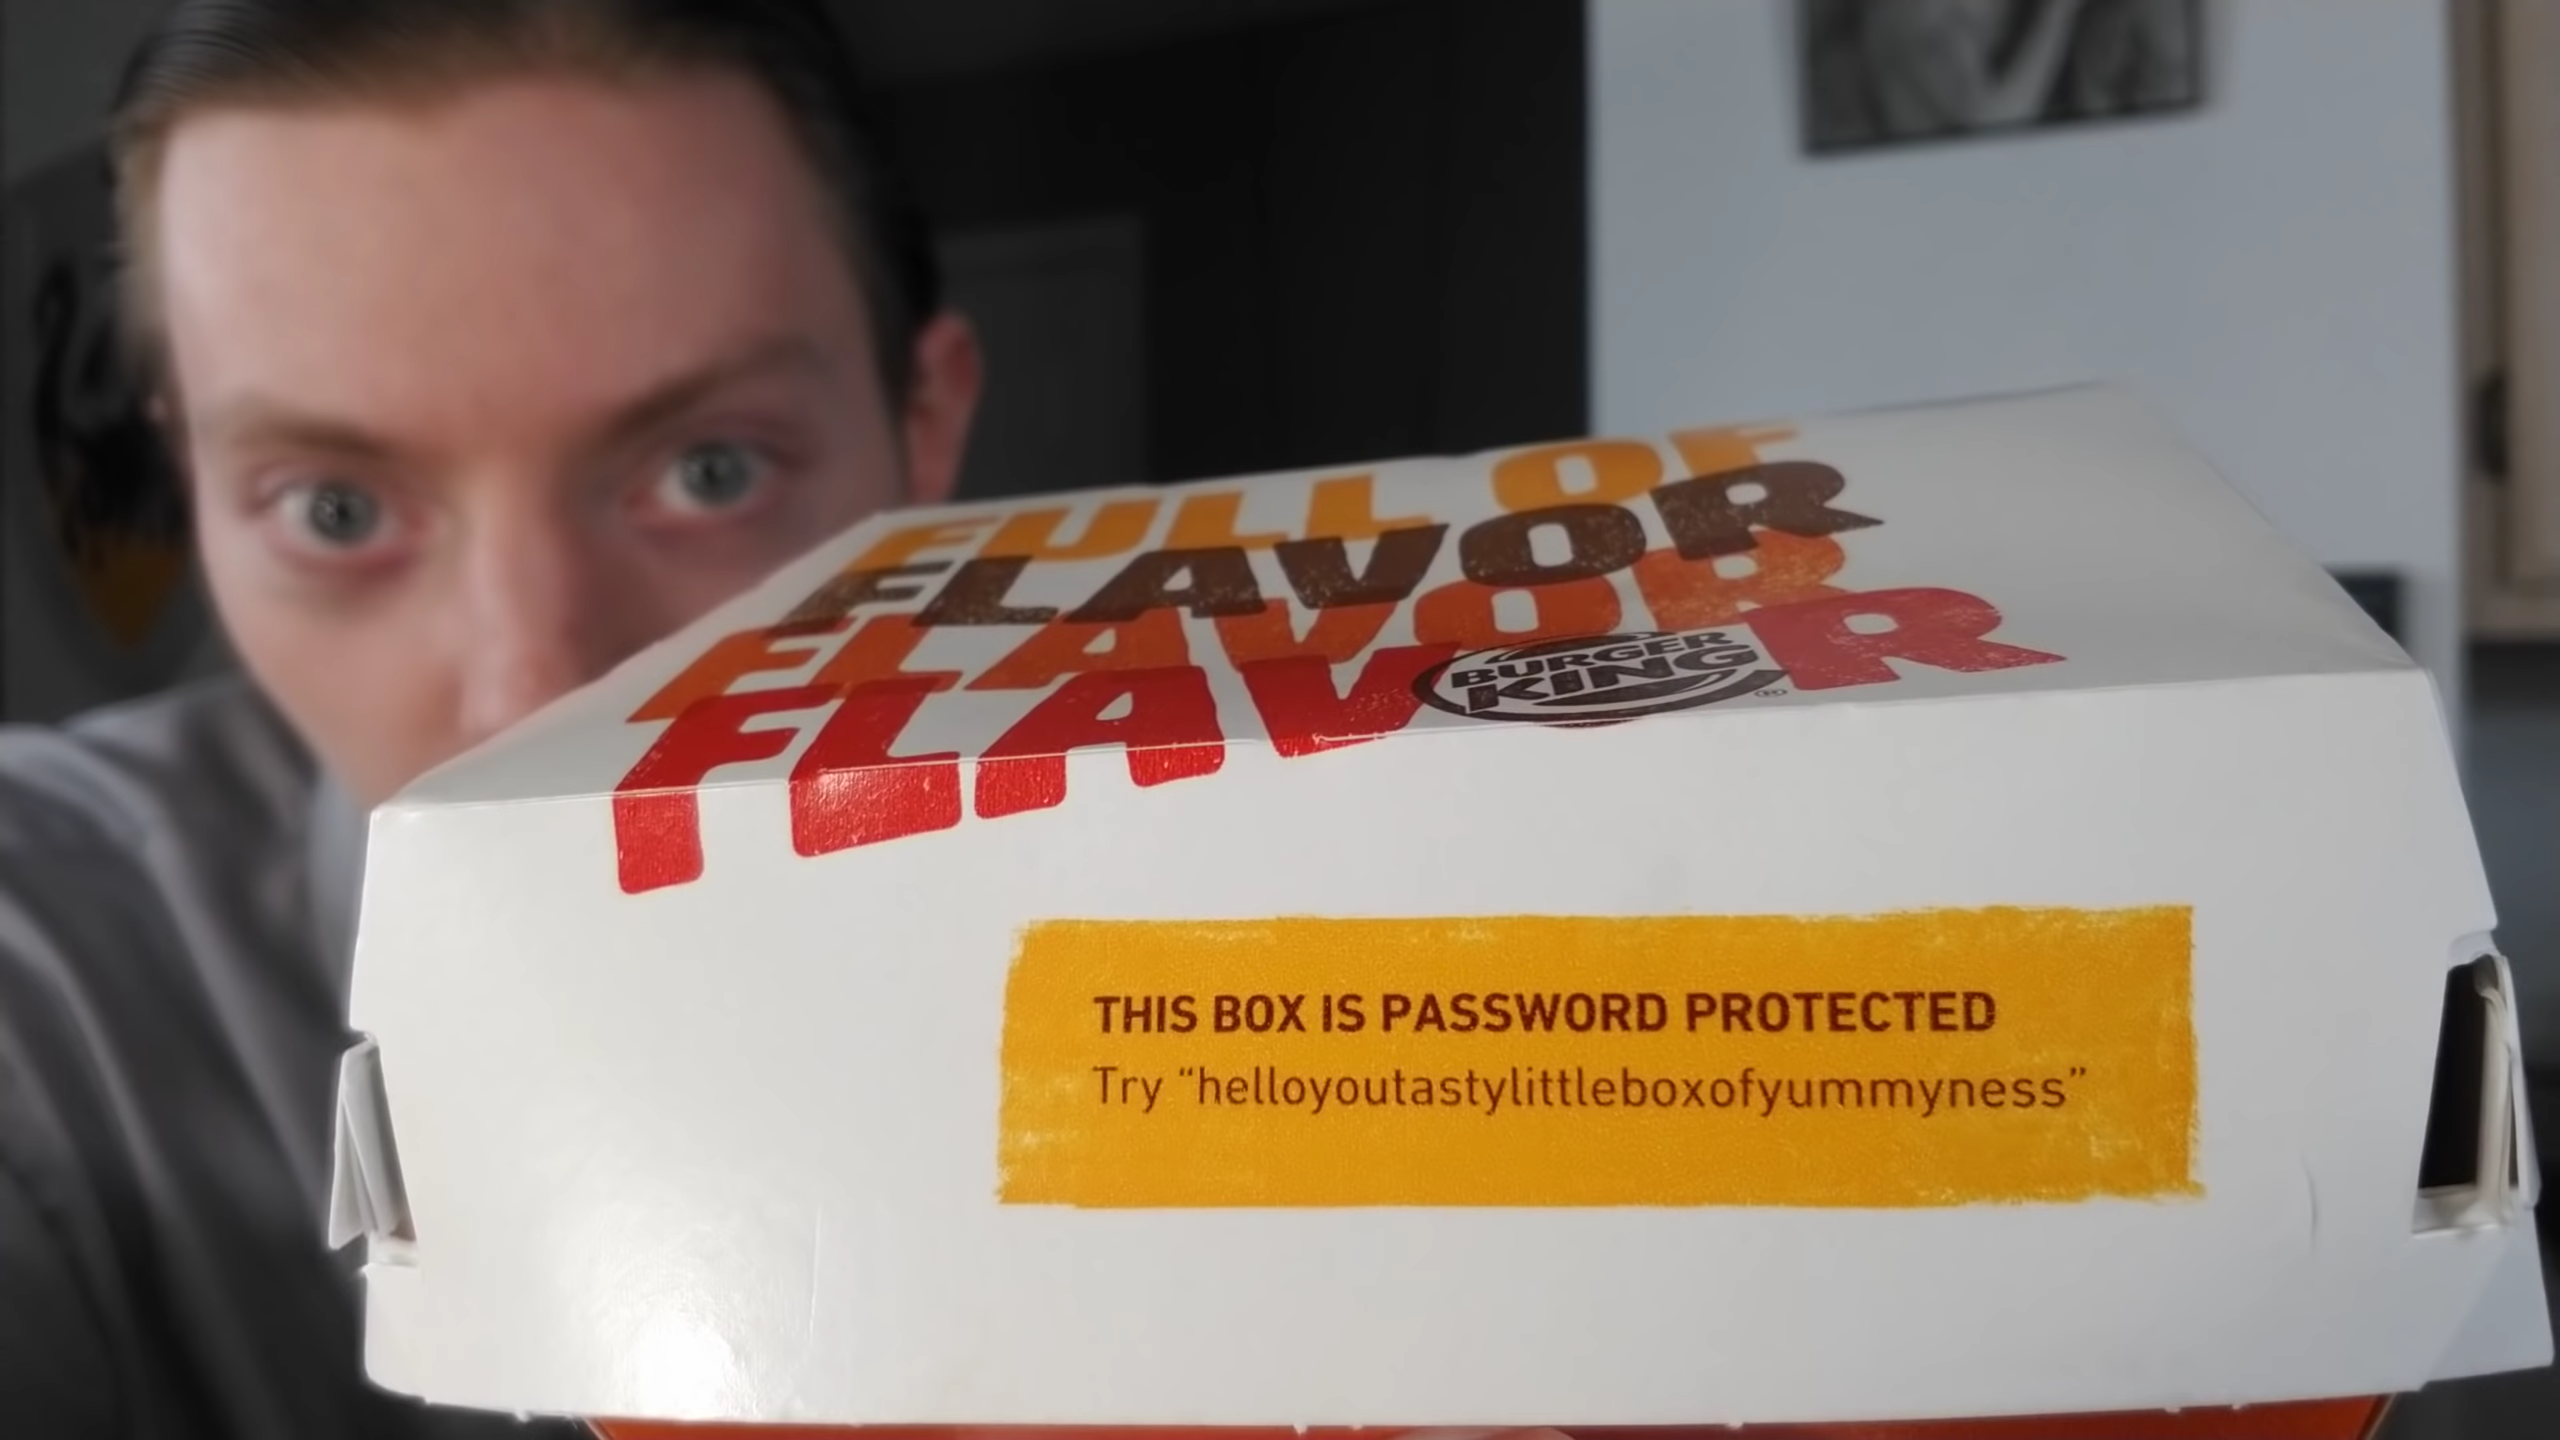 FULL OF
FLAVOR
FLAVOR
FLAVOR
BURGER
KING®
THIS BOX IS PASSWORD PROTECTED
Try “helloyoutastylittleboxofyummyness”